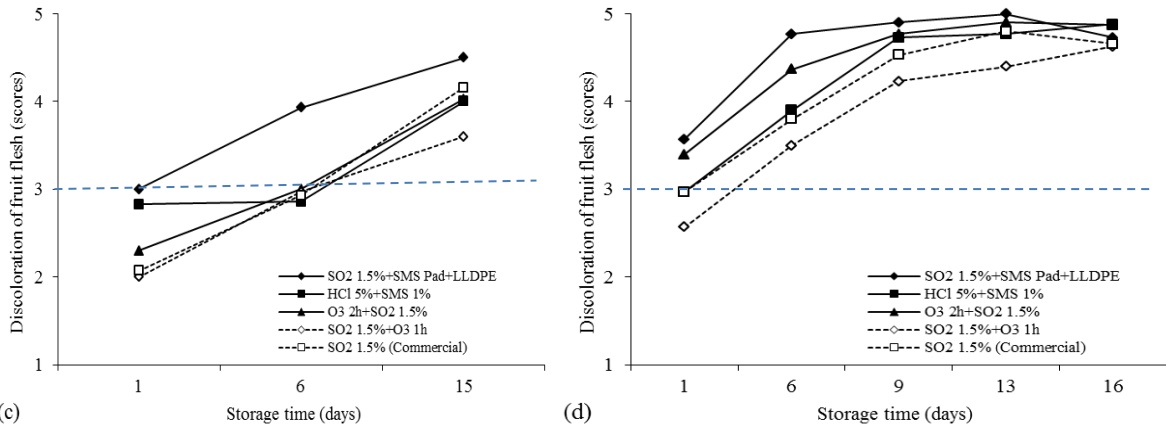 Discoloration of fruit flesh (scores)
5
4
3
2
1
SO2 1.5%+SMS Pad+LLDPE
HCl 5%+SMS 1%
O3 2h+SO2 1.5%
SO2 1.5%+O3 1h
SO2 1.5% (Commercial)
1 6 15
Storage time (days)
(c)
Discoloration of fruit flesh (scores)
5
4
3
2
1
SO2 1.5%+SMS Pad+LLDPE
HCl 5%+SMS 1%
O3 2h+SO2 1.5%
SO2 1.5%+O3 1h
SO2 1.5% (Commercial)
1 6 9 13 16
Storage time (days)
(d)